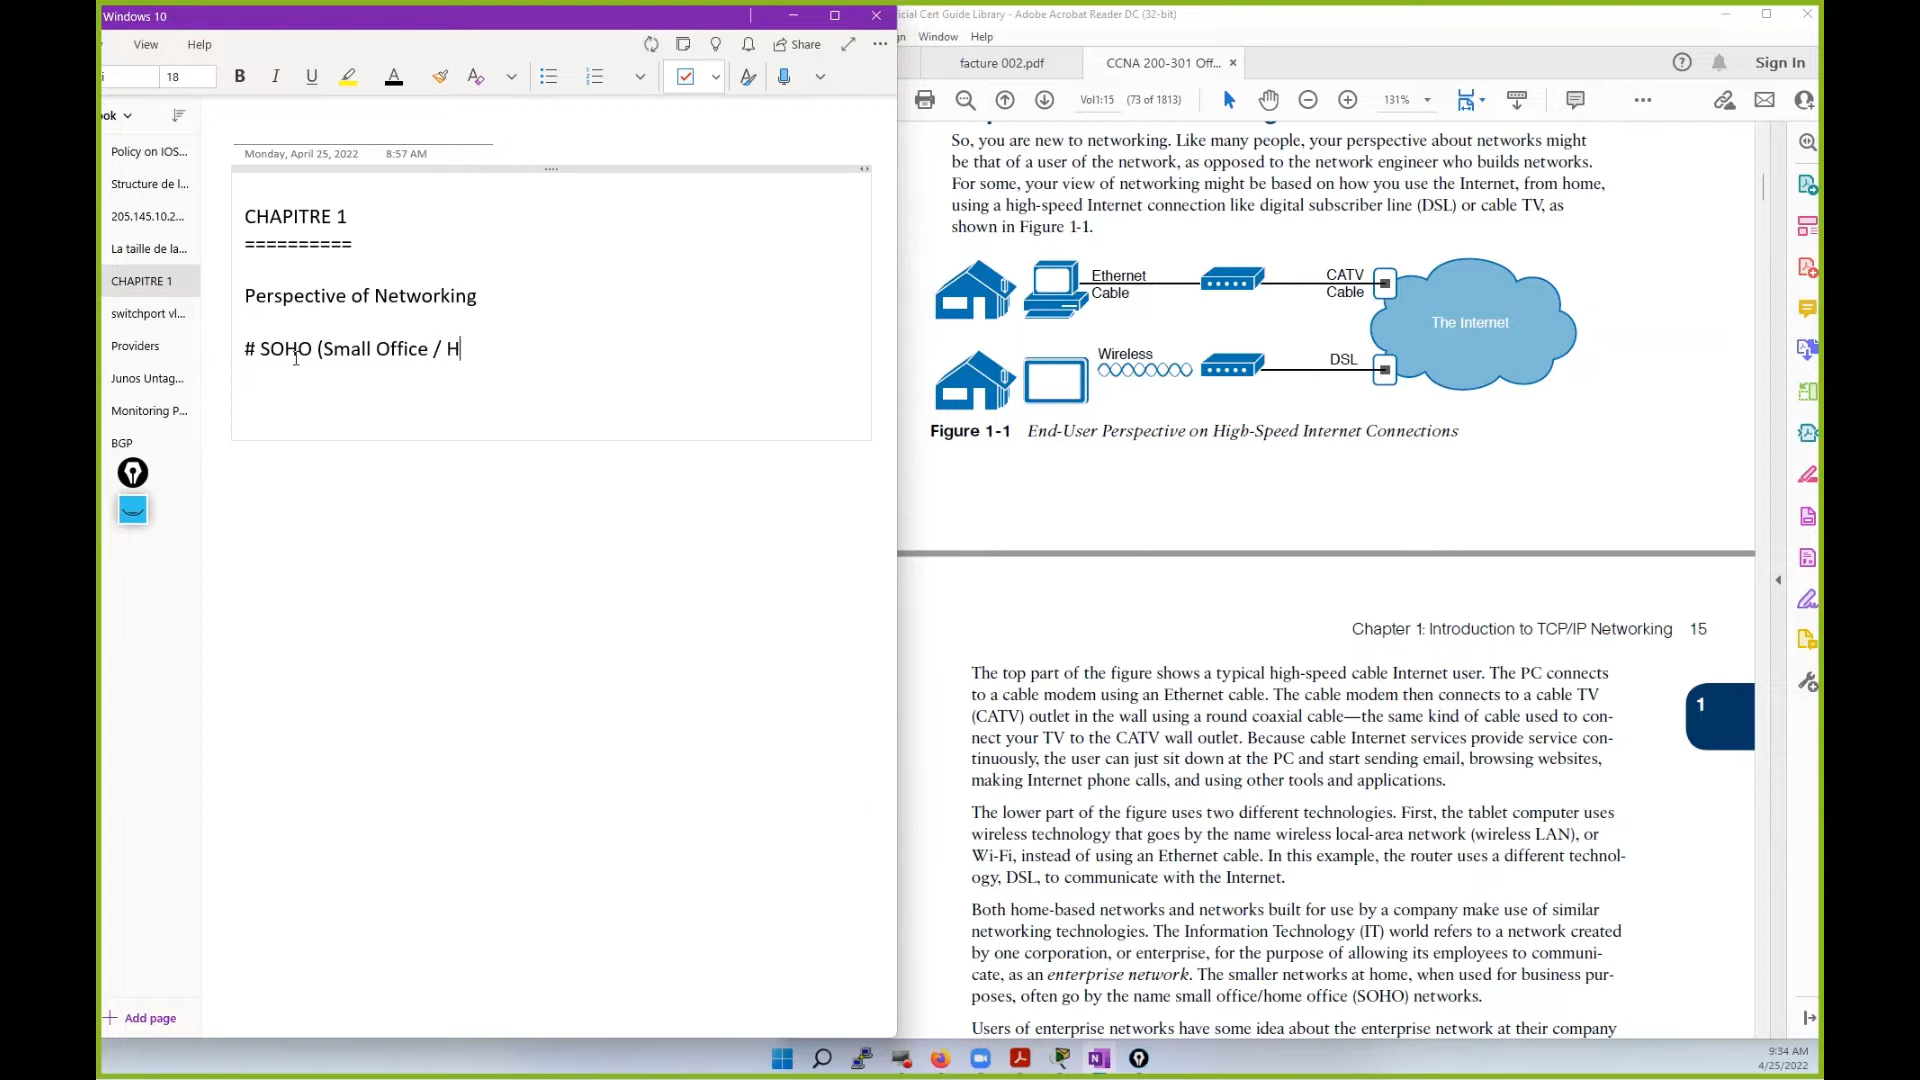 Windows 10
View Help Share
18 B I U A A
ok
Policy on IOS...
Structure de l...
205.145.10.2...
La taille de la...
CHAPITRE 1
switchport vl...
Providers
Junos Untag...
Monitoring P...
BGP
Add page
Monday, April 25, 2022 8:57 AM
CHAPITRE 1
==========
Perspective of Networking
# SOHO (Small Office / H
icial Cert Guide Library - Adobe Acrobat Reader DC (32-bit)
Window Help
facture 002.pdf CCNA 200-301 Off... × Sign In
Vol1:15 (73 of 1813) 131%
So, you are new to networking. Like many people, your perspective about networks might
be that of a user of the network, as opposed to the network engineer who builds networks.
For some, your view of networking might be based on how you use the Internet, from home,
using a high-speed Internet connection like digital subscriber line (DSL) or cable TV, as
shown in Figure 1-1.
Ethernet
Cable
CATV
Cable
The Internet
Wireless
DSL
Figure 1-1 End-User Perspective on High-Speed Internet Connections
Chapter 1: Introduction to TCP/IP Networking 15
The top part of the figure shows a typical high-speed cable Internet user. The PC connects
to a cable modem using an Ethernet cable. The cable modem then connects to a cable TV
(CATV) outlet in the wall using a round coaxial cable—the same kind of cable used to con-
nect your TV to the CATV wall outlet. Because cable Internet services provide service con-
tinuously, the user can just sit down at the PC and start sending email, browsing websites,
making Internet phone calls, and using other tools and applications.
1
The lower part of the figure uses two different technologies. First, the tablet computer uses
wireless technology that goes by the name wireless local-area network (wireless LAN), or
Wi-Fi, instead of using an Ethernet cable. In this example, the router uses a different technol-
ogy, DSL, to communicate with the Internet.
Both home-based networks and networks built for use by a company make use of similar
networking technologies. The Information Technology (IT) world refers to a network created
by one corporation, or enterprise, for the purpose of allowing its employees to communi-
cate, as an enterprise network. The smaller networks at home, when used for business pur-
poses, often go by the name small office/home office (SOHO) networks.
Users of enterprise networks have some idea about the enterprise network at their company
9:34 AM
4/25/2022